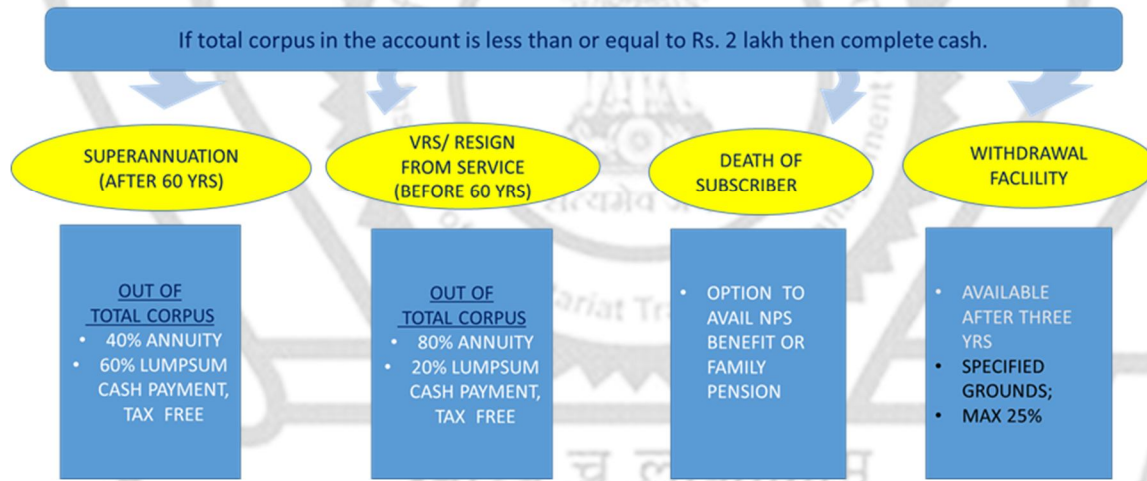 If total corpus in the account is less than or equal to Rs. 2 lakh then complete cash.
SUPERANNUATION
(AFTER 60 YRS)
VRS/ RESIGN
FROM SERVICE
(BEFORE 60 YRS)
DEATH OF
SUBSCRIBER
WITHDRAWAL
FACLILITY
OUT OF
TOTAL CORPUS
• 40% ANNUITY
• 60% LUMPSUM
CASH PAYMENT,
TAX FREE
OUT OF
TOTAL CORPUS
• 80% ANNUITY
• 20% LUMPSUM
CASH PAYMENT,
TAX FREE
• OPTION TO
AVAIL NPS
BENEFIT OR
FAMILY
PENSION
• AVAILABLE
AFTER THREE
YRS
• SPECIFIED
GROUNDS;
• MAX 25%